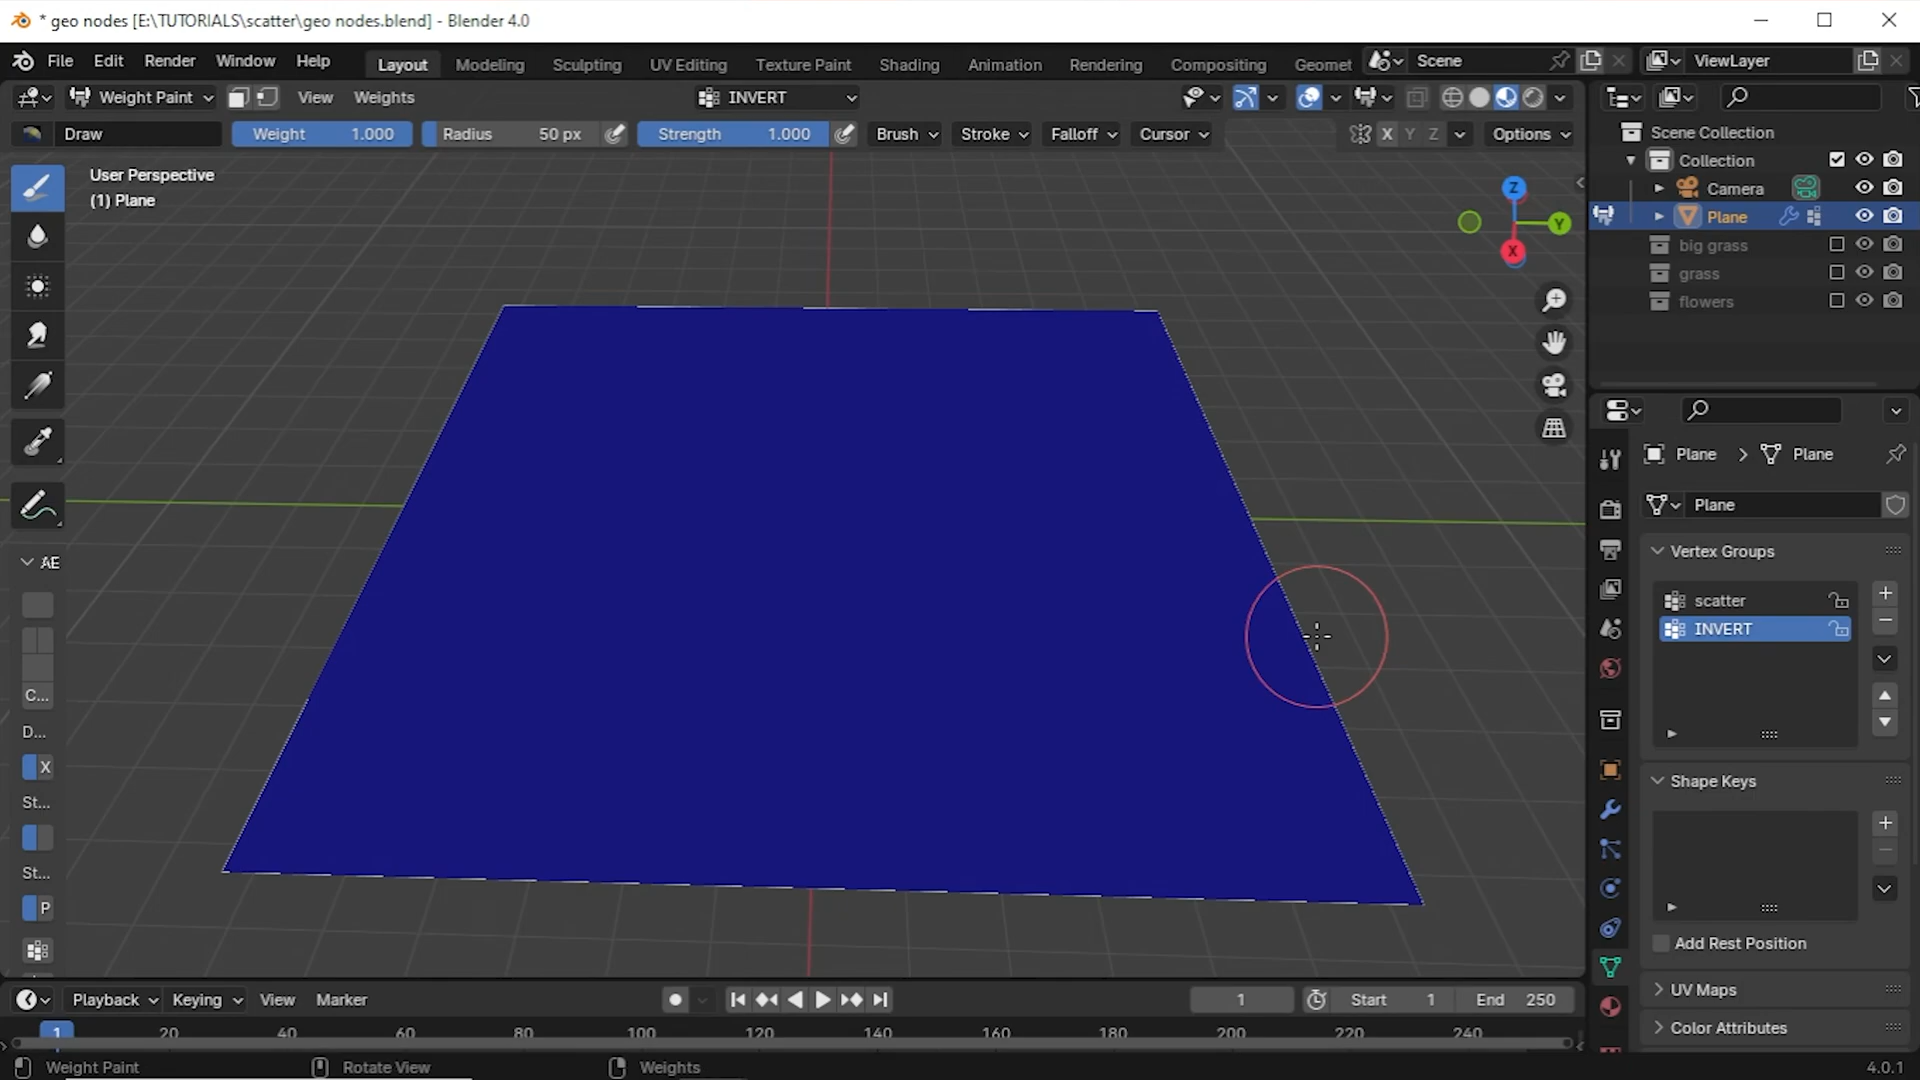 * geo nodes [E:\TUTORIALS\scatter\geo nodes.blend] - Blender 4.0
File Edit Render Window Help Layout Modeling Sculpting UV Editing Texture Paint Shading Animation Rendering Compositing Geomet Scene ViewLayer
Weight Paint View Weights INVERT
Draw Weight 1.000 Radius 50 px Strength 1.000 Brush Stroke Falloff Cursor X Y Z Options
User Perspective
(1) Plane
Z
Y
X
AE
C...
D...
X
St...
St...
P
Scene Collection
Collection
Camera
Plane
big grass
grass
flowers
Plane > Plane
Plane
Vertex Groups
scatter
INVERT
Shape Keys
Add Rest Position
UV Maps
Color Attributes
Playback Keying View Marker 1 Start 1 End 250
1 20 40 60 80 100 120 140 160 180 200 220 240
Weight Paint Rotate View Weights 4.0.1